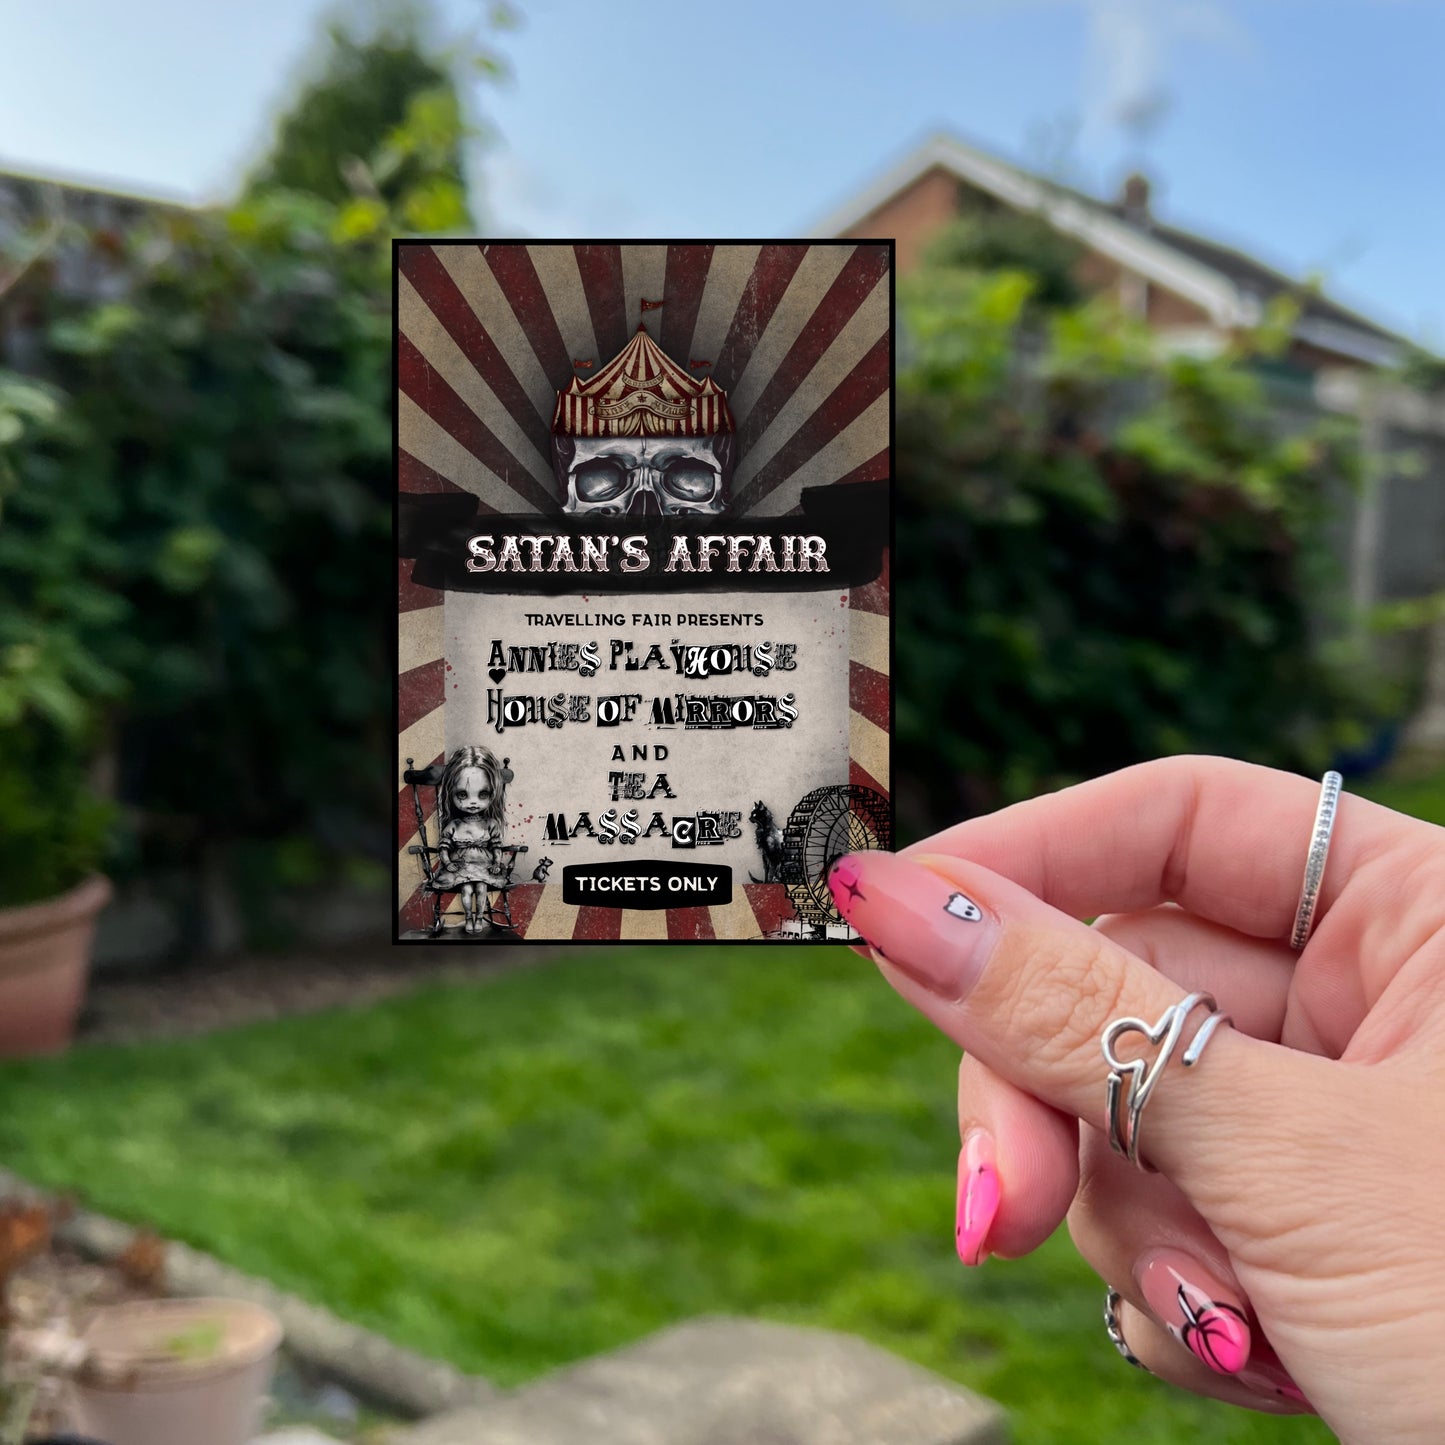 SATAN'S AFFAIR
TRAVELLING FAIR PRESENTS
ANNIES PLAYHOUSE
HOUSE OF MIRRORS
AND
TEA
MASSACRE
TICKETS ONLY